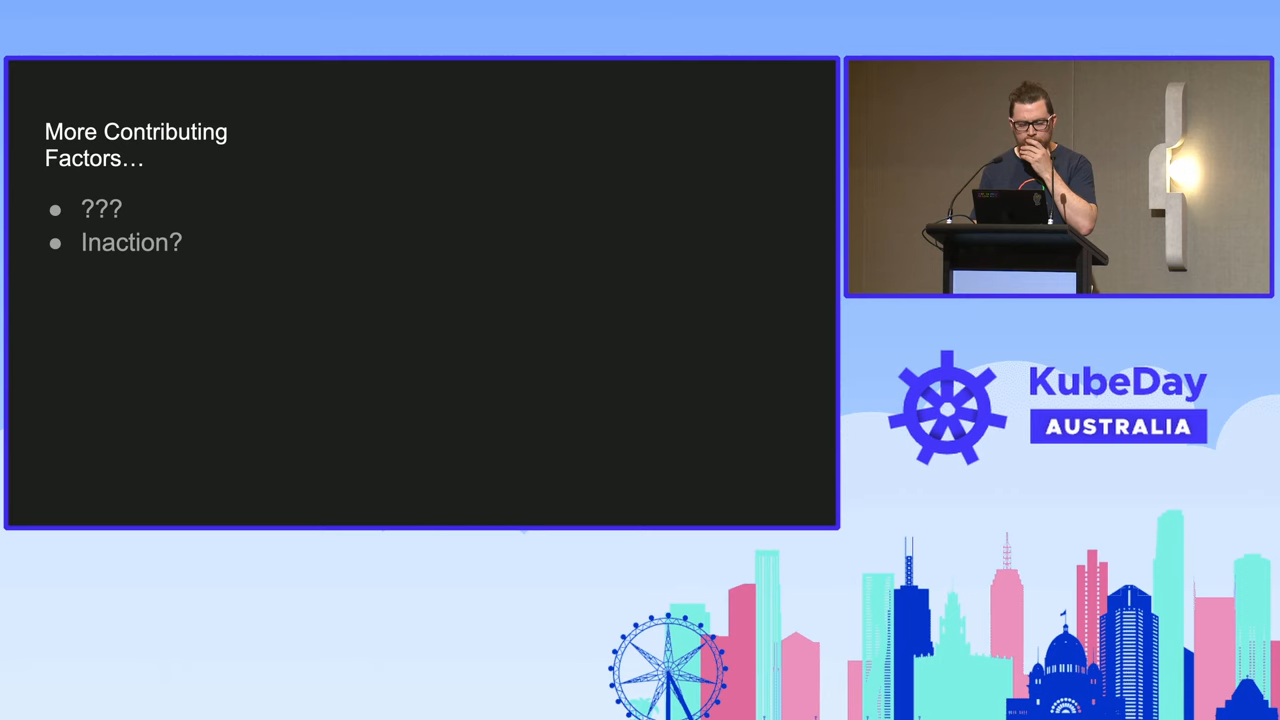 More Contributing
Factors…
???
Inaction?
KubeDay
AUSTRALIA